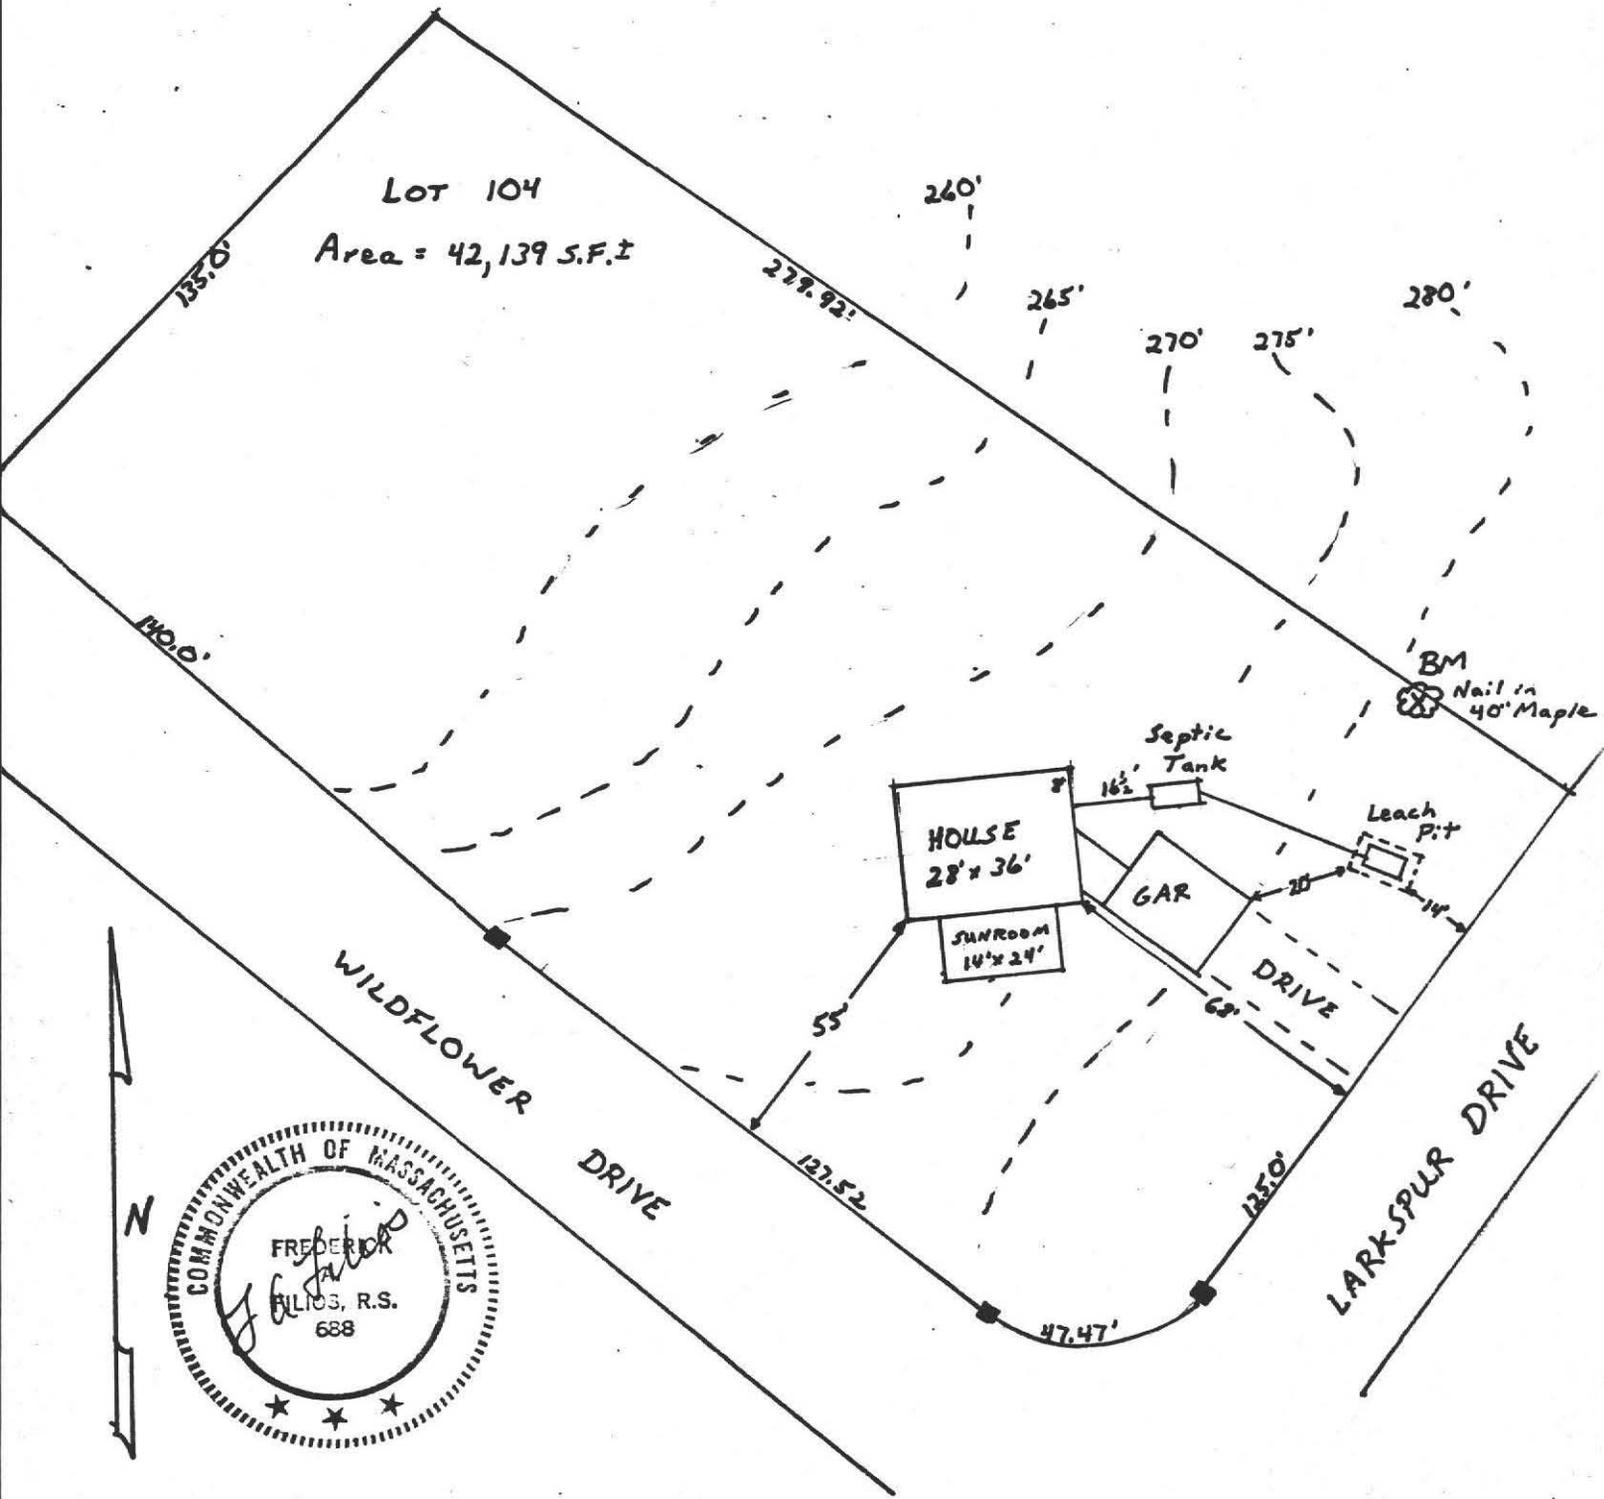 LOT 104
Area = 42,139 S.F.±
135.0'
229.92'
260'
265'
270'
275'
280'
140.0'
BM
Nail in
40" Maple
Septic
Tank
16½'
8'
HOUSE
28' x 36'
Leach
Pit
GAR
20'
14'
SUNROOM
14' x 24'
DRIVE
68'
55'
WILDFLOWER DRIVE
127.52
47.47'
125.0'
LARKSPUR DRIVE
N
COMMONWEALTH OF MASSACHUSETTS
FREDERICK
A.
FILIOS, R.S.
688